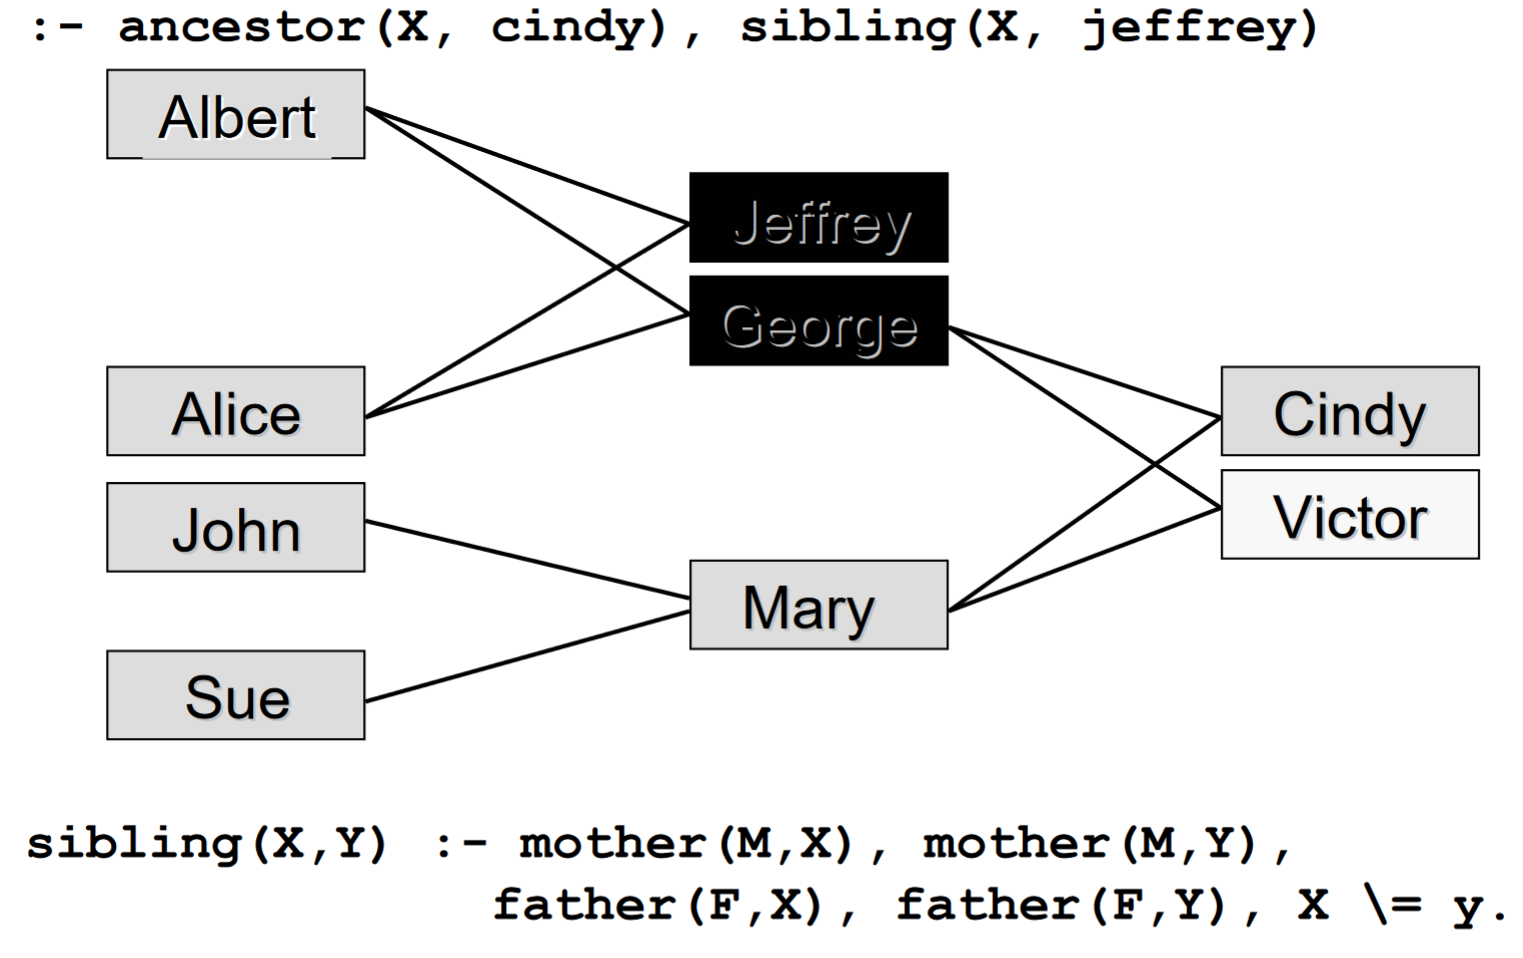 :- ancestor(X, cindy), sibling(X, jeffrey)
Albert
Jeffrey
George
Alice
Cindy
John
Victor
Mary
Sue
sibling(X,Y) :- mother(M,X), mother(M,Y),
father(F,X), father(F,Y), X \= y.